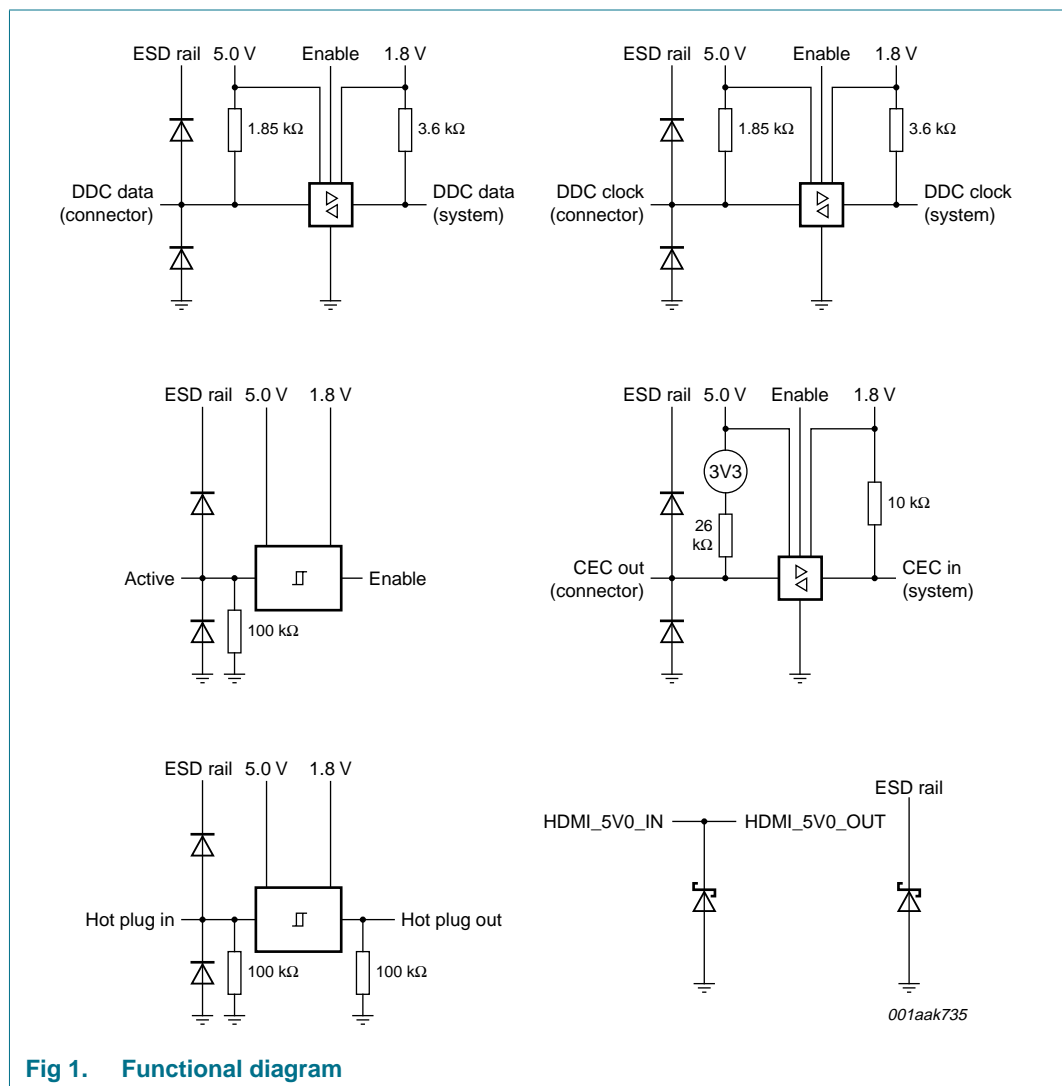 ESD rail 5.0 V Enable 1.8 V
1.85 kΩ 3.6 kΩ
DDC data (connector)
DDC data (system)
ESD rail 5.0 V Enable 1.8 V
1.85 kΩ 3.6 kΩ
DDC clock (connector)
DDC clock (system)
ESD rail 5.0 V 1.8 V
Active
Enable
100 kΩ
ESD rail 5.0 V Enable 1.8 V
3V3
26 kΩ
10 kΩ
CEC out (connector)
CEC in (system)
ESD rail 5.0 V 1.8 V
Hot plug in
Hot plug out
100 kΩ 100 kΩ
ESD rail
HDMI_5V0_IN HDMI_5V0_OUT
001aak735
Fig 1. Functional diagram